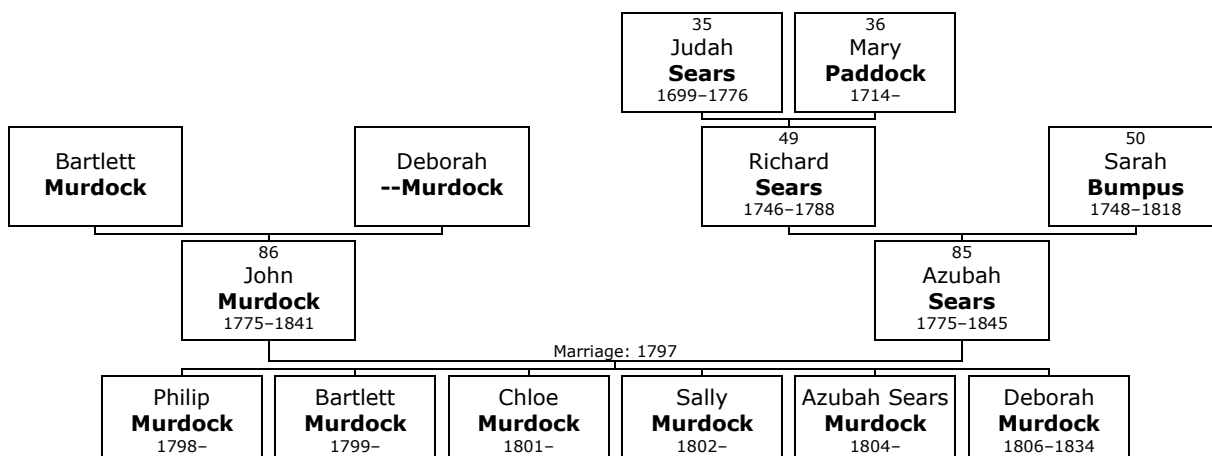 35
Judah
Sears
1699–1776
36
Mary
Paddock
1714–
Bartlett
Murdock
Deborah
--Murdock
49
Richard
Sears
1746–1788
50
Sarah
Bumpus
1748–1818
86
John
Murdock
1775–1841
85
Azubah
Sears
1775–1845
Marriage: 1797
Philip
Murdock
1798–
Bartlett
Murdock
1799–
Chloe
Murdock
1801–
Sally
Murdock
1802–
Azubah Sears
Murdock
1804–
Deborah
Murdock
1806–1834